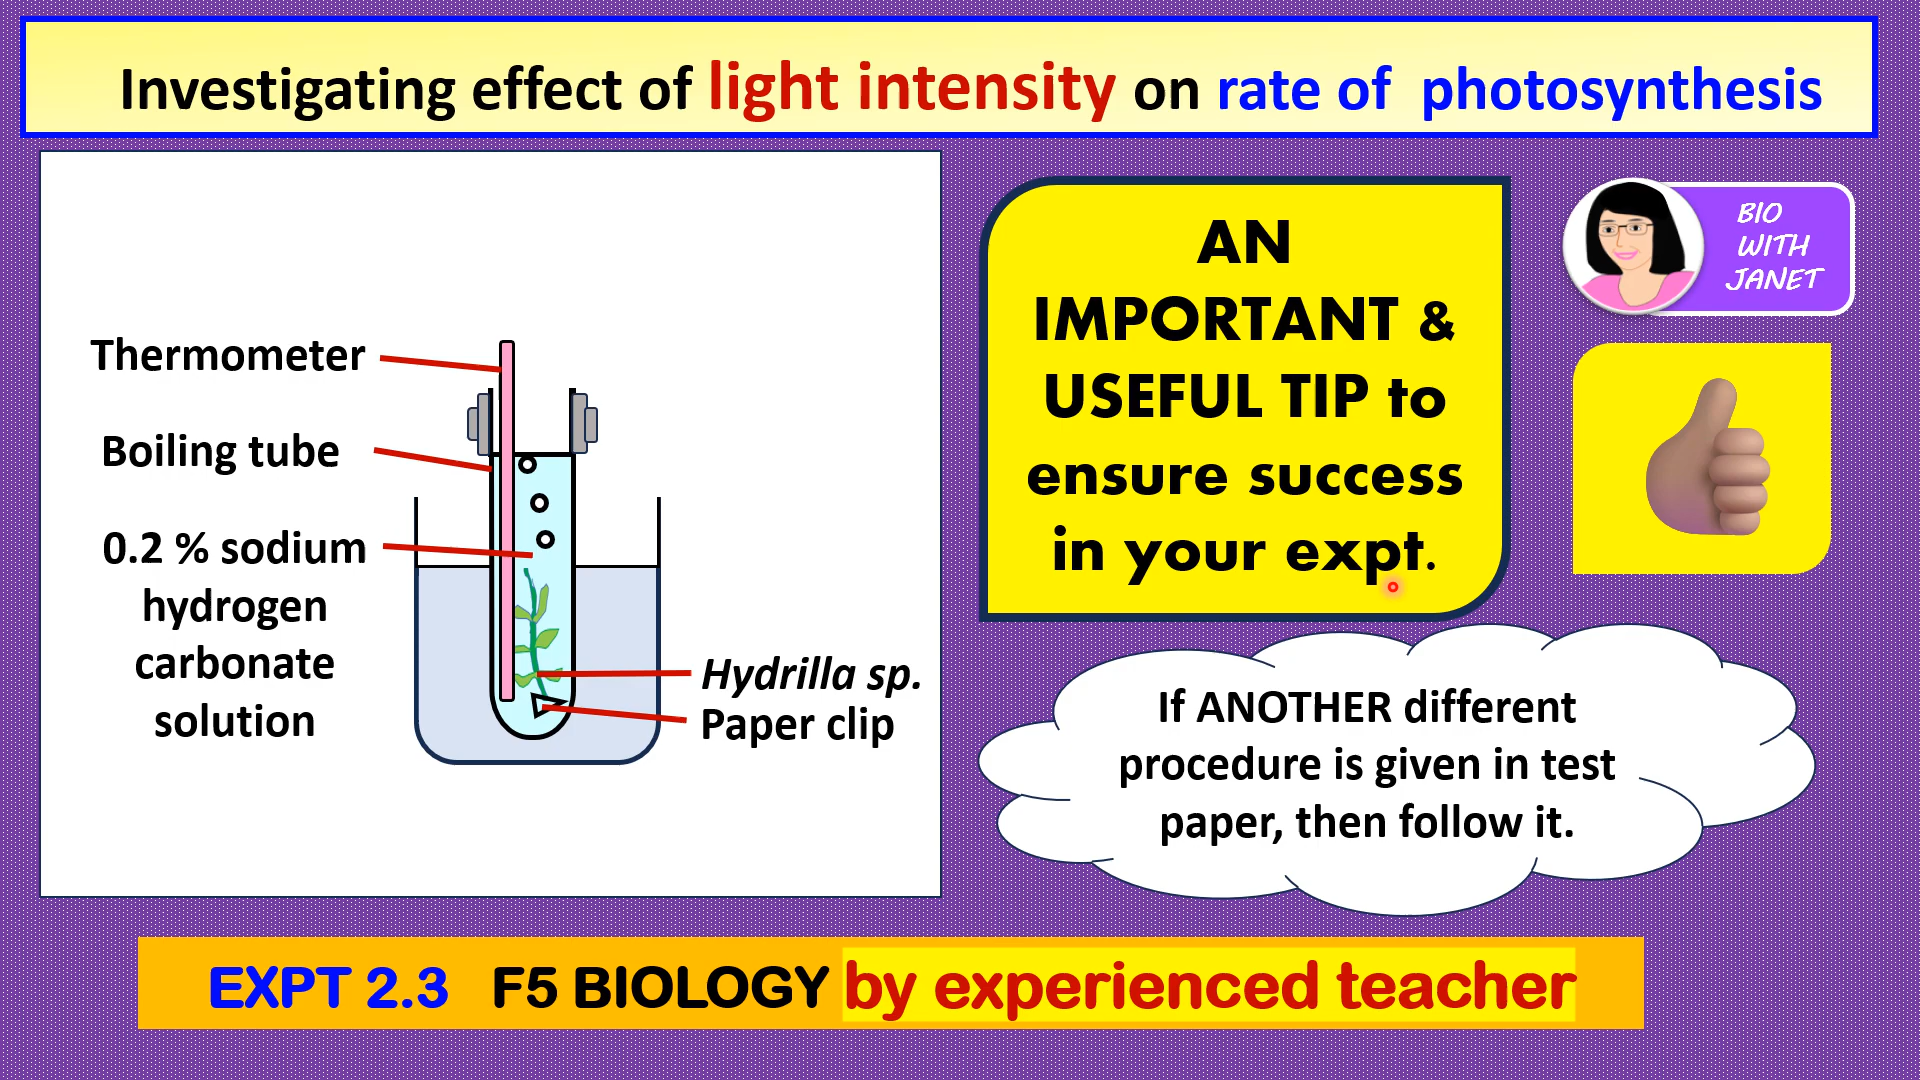 Investigating effect of light intensity on rate of photosynthesis
Thermometer
Boiling tube
0.2 % sodium
hydrogen
carbonate
solution
Hydrilla sp.
Paper clip
AN
IMPORTANT &
USEFUL TIP to
ensure success
in your expt.
BIO
WITH
JANET
If ANOTHER different
procedure is given in test
paper, then follow it.
EXPT 2.3 F5 BIOLOGY by experienced teacher